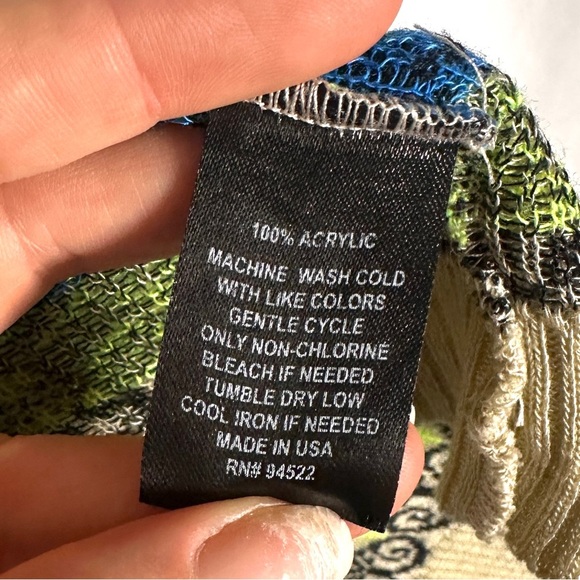 100% ACRYLIC
MACHINE WASH COLD
WITH LIKE COLORS
GENTLE CYCLE
ONLY NON-CHLORINE
BLEACH IF NEEDED
TUMBLE DRY LOW
COOL IRON IF NEEDED
MADE IN USA
RN# 94522